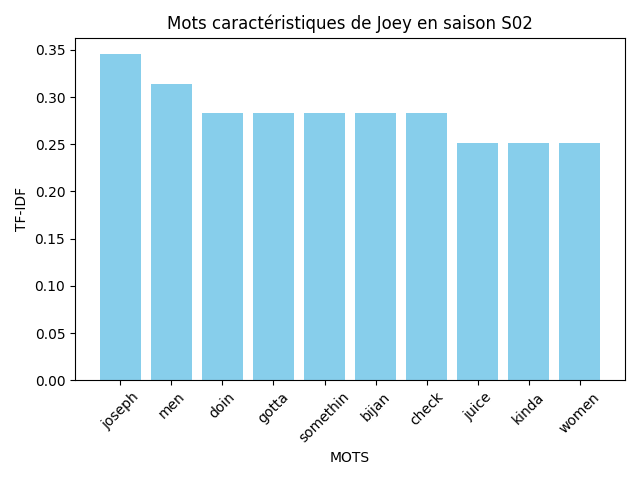 Mots caractéristiques de Joey en saison S02
0.35
0.30
0.25
0.20
0.15
0.10
0.05
0.00
TF-IDF
joseph
men
doin
gotta
somethin
bijan
check
juice
kinda
women
MOTS